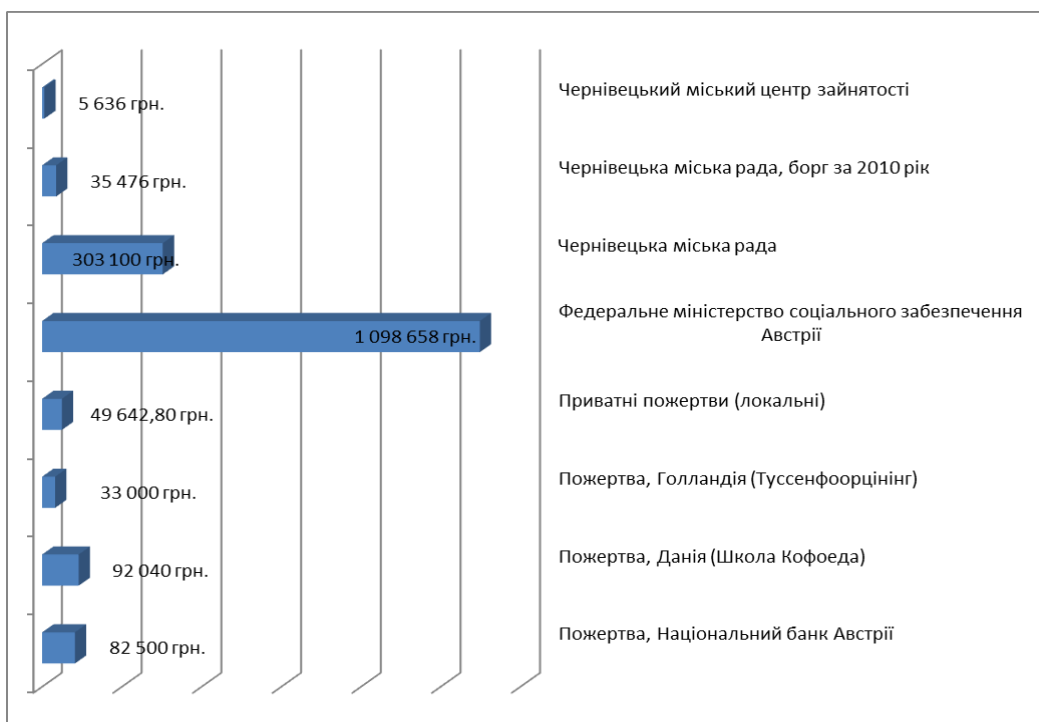 5 636 грн.
Чернівецький міський центр зайнятості
35 476 грн.
Чернівецька міська рада, борг за 2010 рік
303 100 грн.
Чернівецька міська рада
1 098 658 грн.
Федеральне міністерство соціального забезпечення
Австрії
49 642,80 грн.
Приватні пожертви (локальні)
33 000 грн.
Пожертва, Голландія (Туссенфоорцінінг)
92 040 грн.
Пожертва, Данія (Школа Кофоеда)
82 500 грн.
Пожертва, Національний банк Австрії